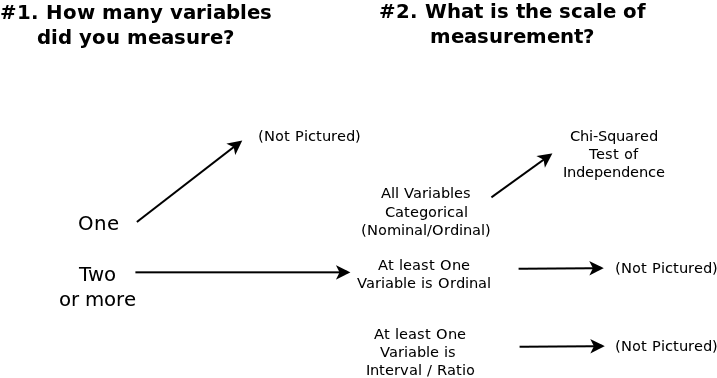 #1. How many variables
did you measure?
#2. What is the scale of
measurement?
(Not Pictured)
Chi-Squared
Test of
Independence
All Variables
Categorical
(Nominal/Ordinal)
One
Two
or more
At least One
Variable is Ordinal
(Not Pictured)
At least One
Variable is
Interval / Ratio
(Not Pictured)